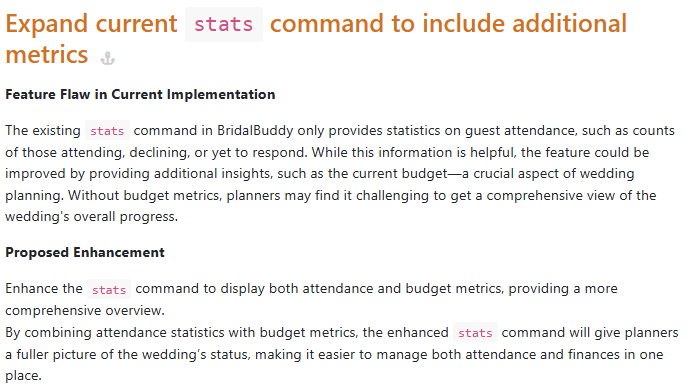 Expand current stats command to include additional
metrics
Feature Flaw in Current Implementation
The existing stats command in BridalBuddy only provides statistics on guest attendance, such as counts
of those attending, declining, or yet to respond. While this information is helpful, the feature could be
improved by providing additional insights, such as the current budget—a crucial aspect of wedding
planning. Without budget metrics, planners may find it challenging to get a comprehensive view of the
wedding's overall progress.
Proposed Enhancement
Enhance the stats command to display both attendance and budget metrics, providing a more
comprehensive overview.
By combining attendance statistics with budget metrics, the enhanced stats command will give planners
a fuller picture of the wedding's status, making it easier to manage both attendance and finances in one
place.